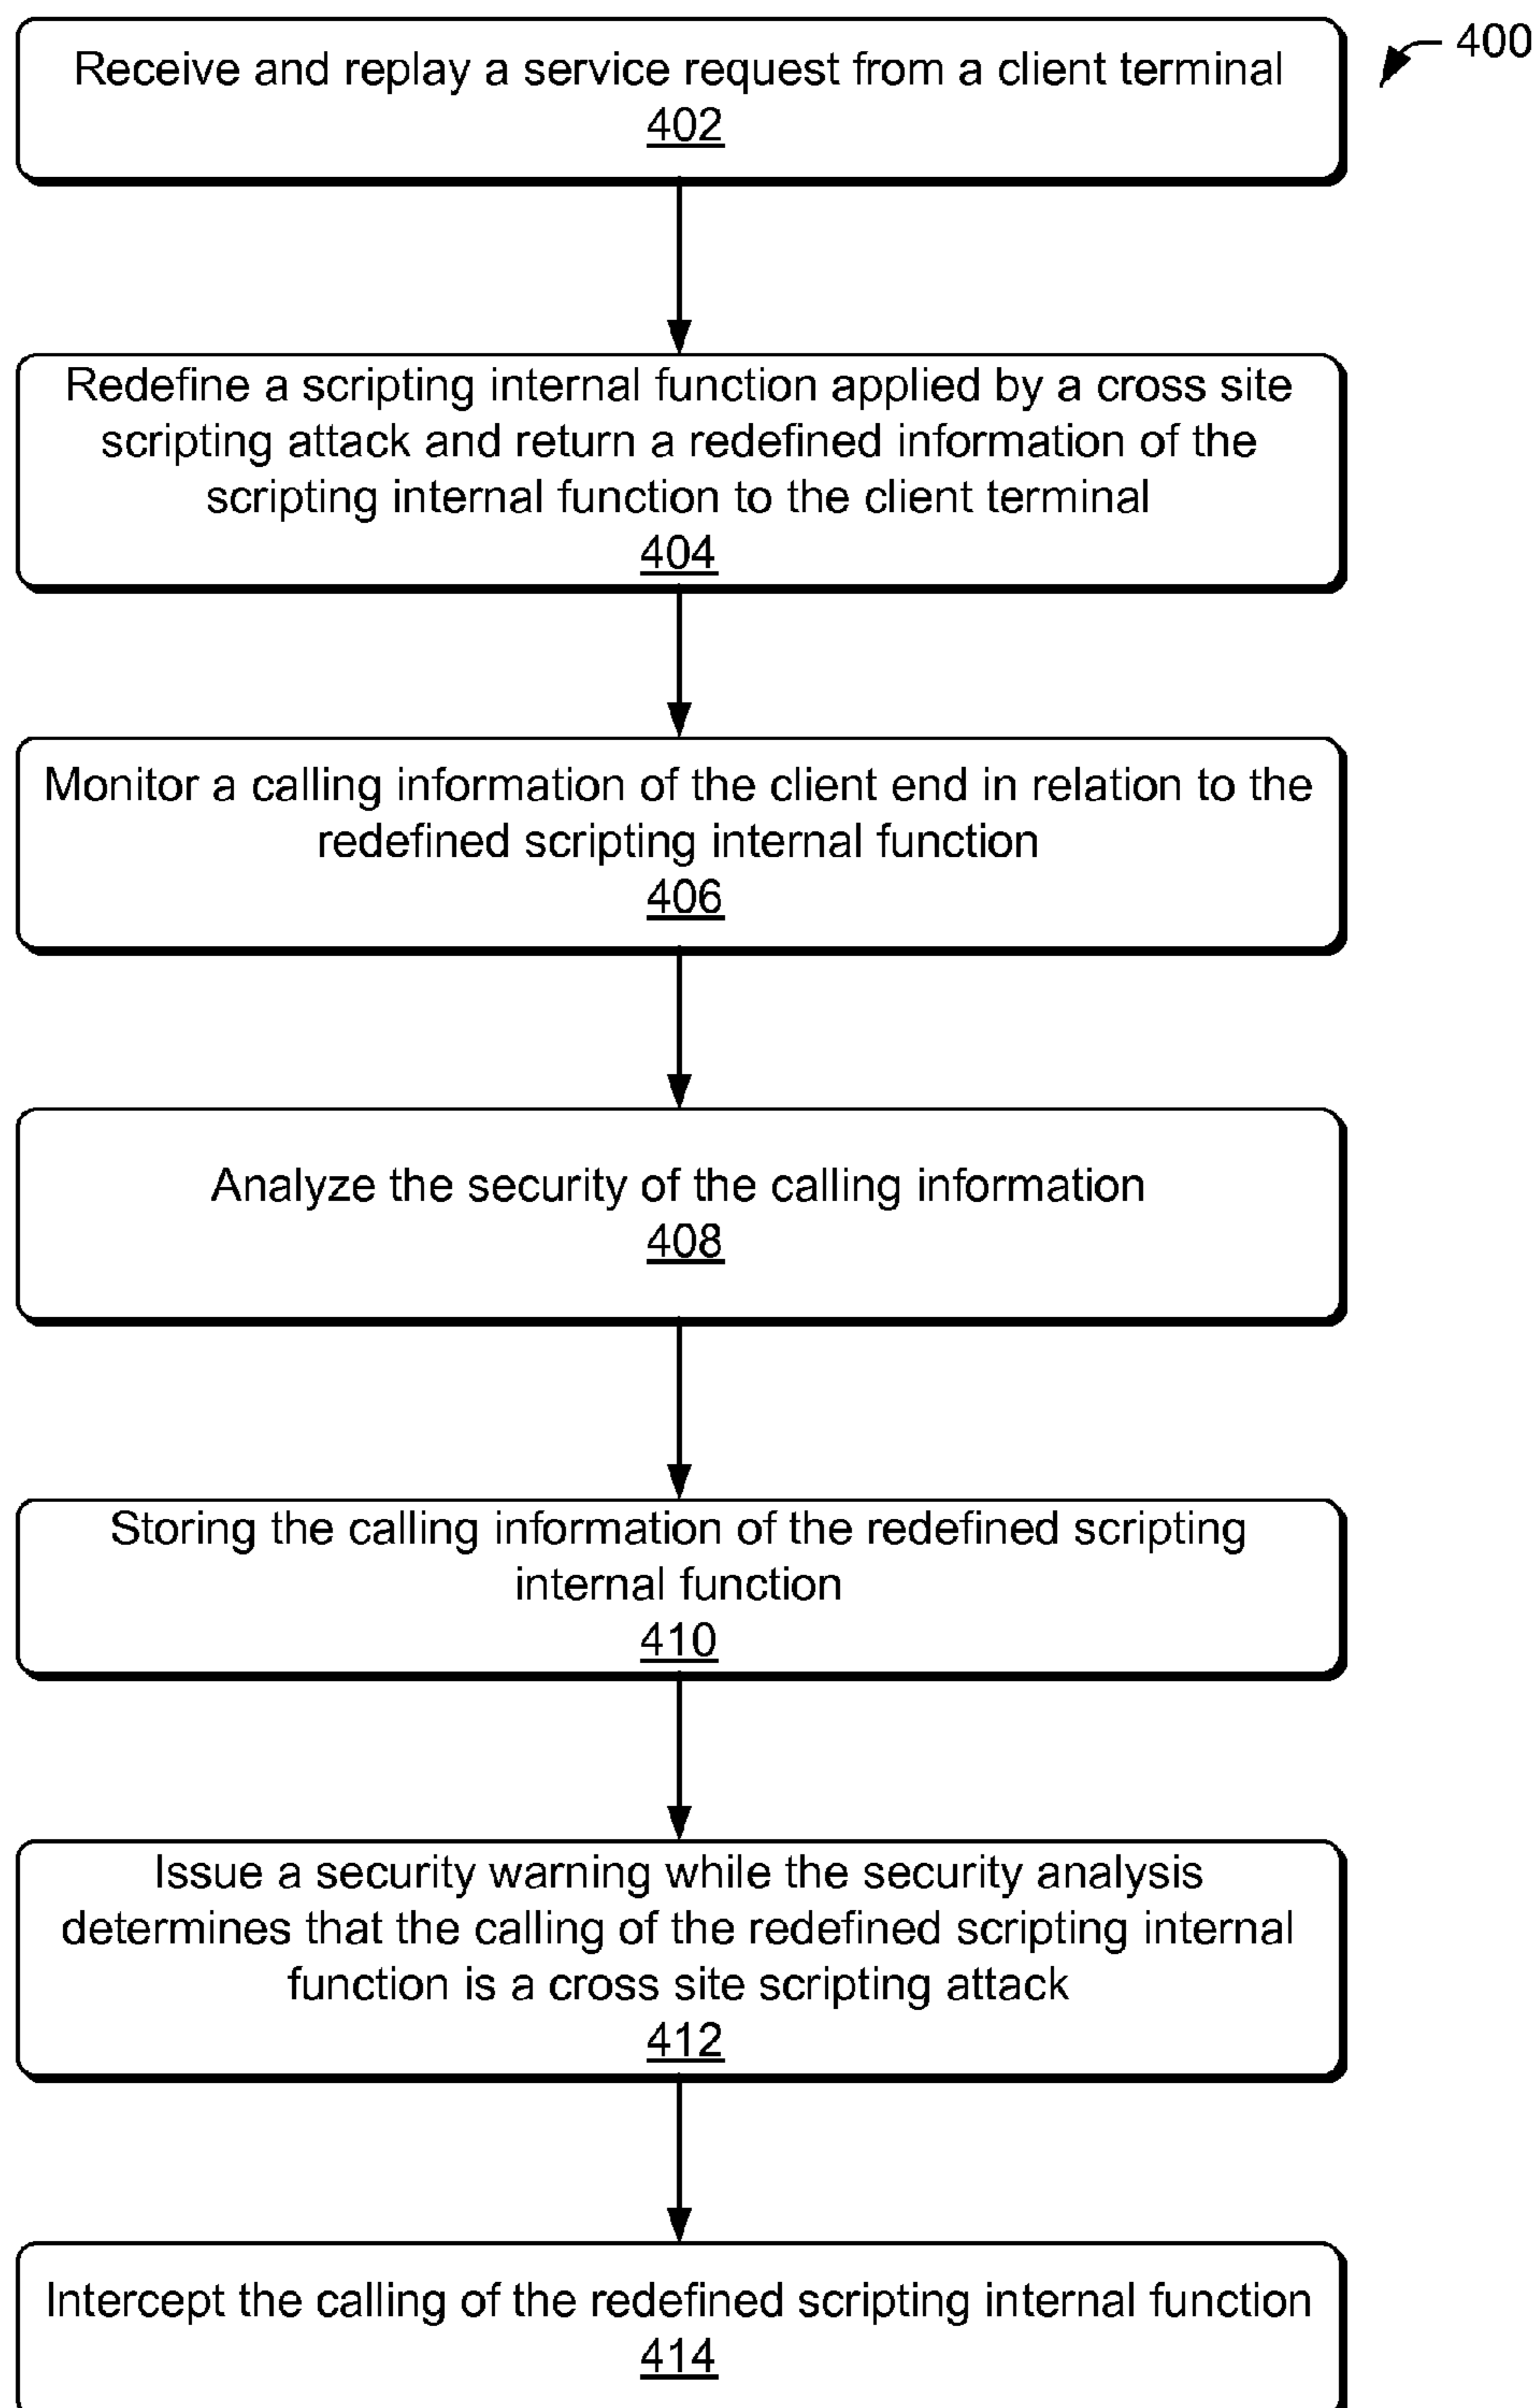 400
Receive and replay a service request from a client terminal
402
Redefine a scripting internal function applied by a cross site
scripting attack and return a redefined information of the
scripting internal function to the client terminal
404
Monitor a calling information of the client end in relation to the
redefined scripting internal function
406
Analyze the security of the calling information
408
Storing the calling information of the redefined scripting
internal function
410
Issue a security warning while the security analysis
determines that the calling of the redefined scripting internal
function is a cross site scripting attack
412
Intercept the calling of the redefined scripting internal function
414